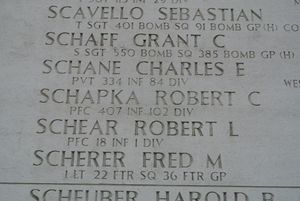 SCAVELLO SEBASTIAN
T SGT 401 BOMB SQ 91 BOMB GP (H)
SCHAFF GRANT C
S SGT 550 BOMB SQ 385 BOMB GP (H)
SCHANE CHARLES E
PVT 334 INF 84 DIV
SCHAPKA ROBERT C
PFC 407 INF 102 DIV
SCHEAR ROBERT L
PFC 18 INF 1 DIV
SCHERER FRED M
1 LT 22 FTR SQ 36 FTR GP
SCHEUBER HAROLD B